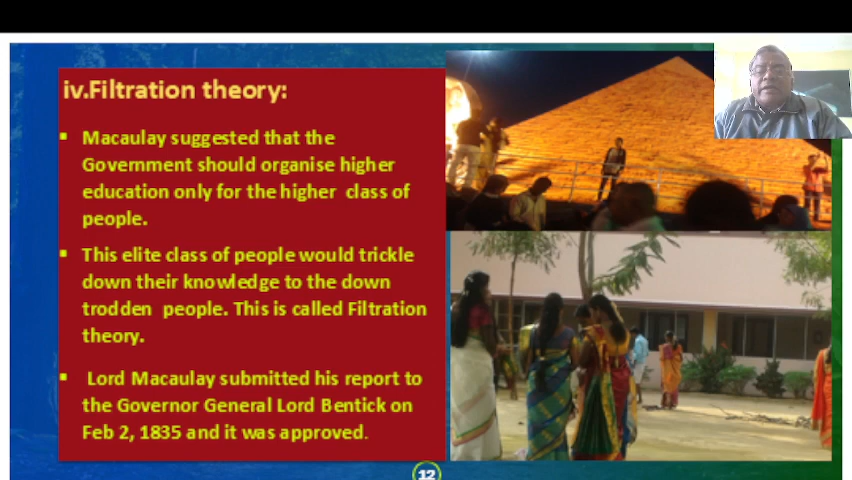 iv.Filtration theory:
Macaulay suggested that the
Government should organise higher
education only for the higher class of
people.
This elite class of people would trickle
down their knowledge to the down
trodden people. This is called Filtration
theory.
Lord Macaulay submitted his report to
the Governor General Lord Bentick on
Feb 2, 1835 and it was approved.
12